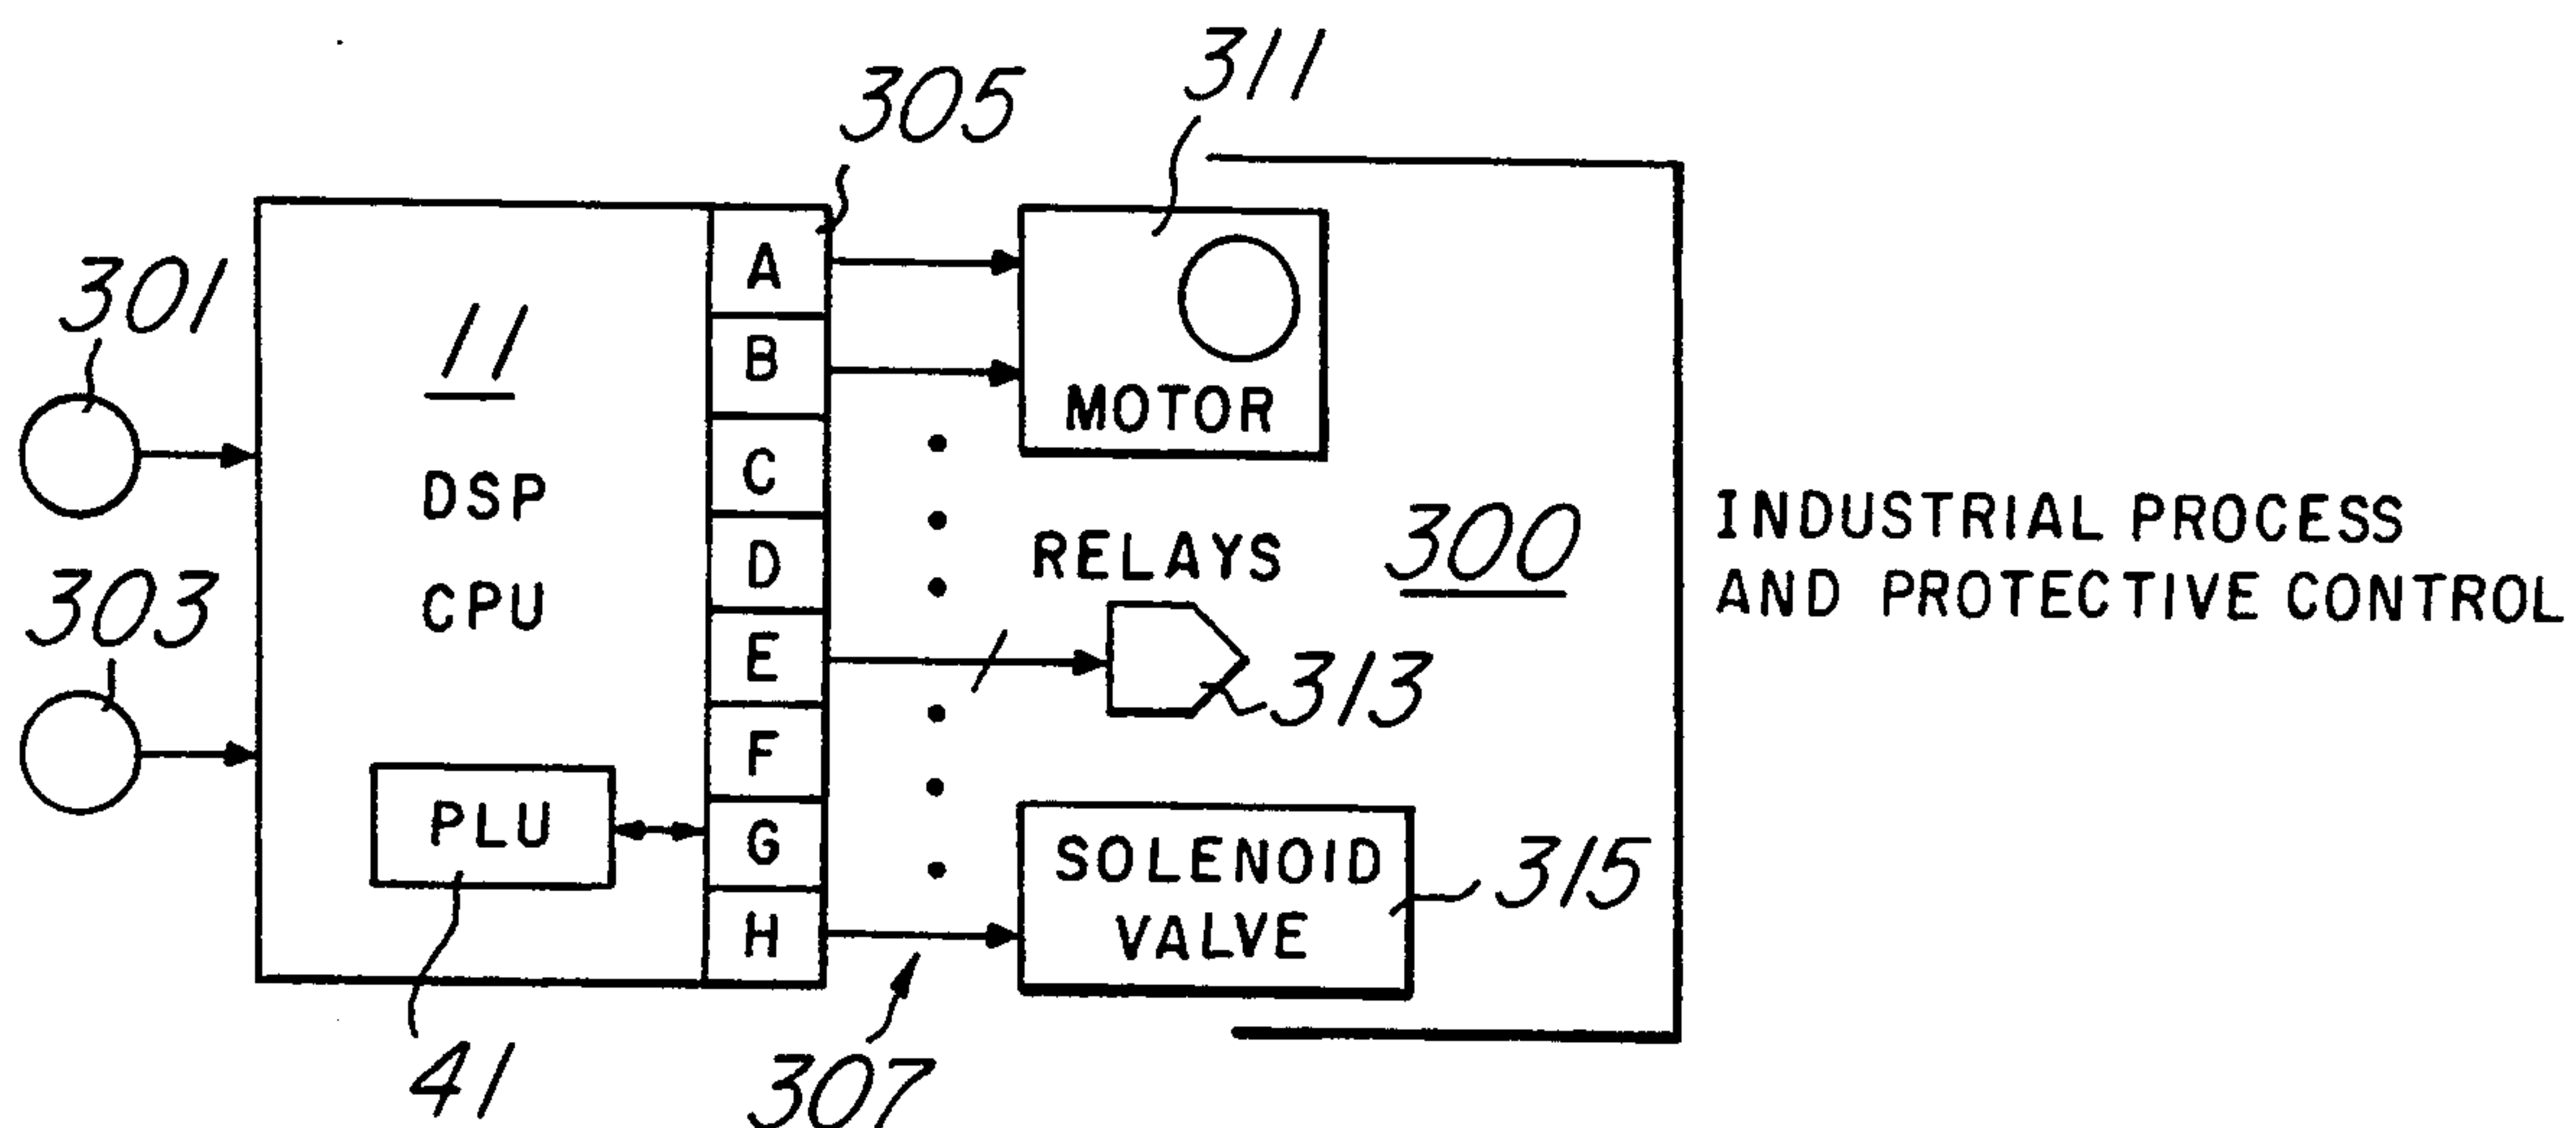 311
305
301
11
DSP
CPU
303
A
B
C
D
E
F
G
H
PLU
41
307
MOTOR
RELAYS
313
300
SOLENOID
VALVE
315
INDUSTRIAL PROCESS
AND PROTECTIVE CONTROL